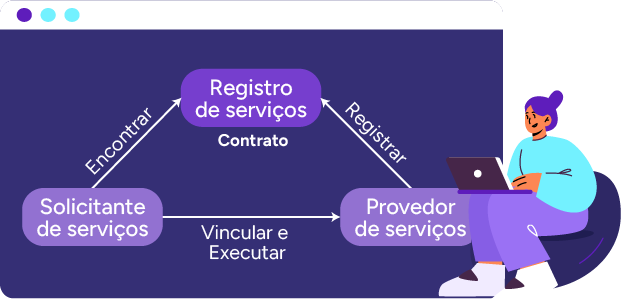 Registro
de serviços
Contrato
Encontrar
Registrar
Solicitante
de serviços
Vincular e
Executar
Provedor
de serviços